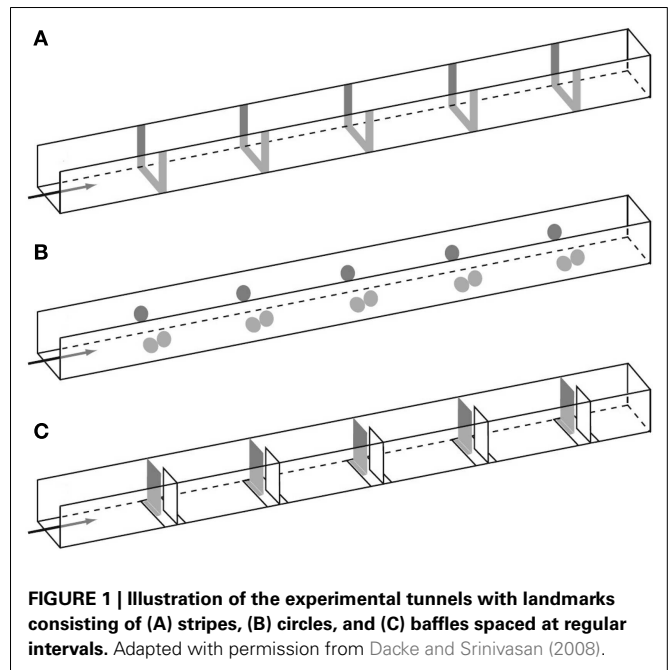 A
B
C
FIGURE 1 | Illustration of the experimental tunnels with landmarks
consisting of (A) stripes, (B) circles, and (C) baffles spaced at regular
intervals. Adapted with permission from Dacke and Srinivasan (2008).